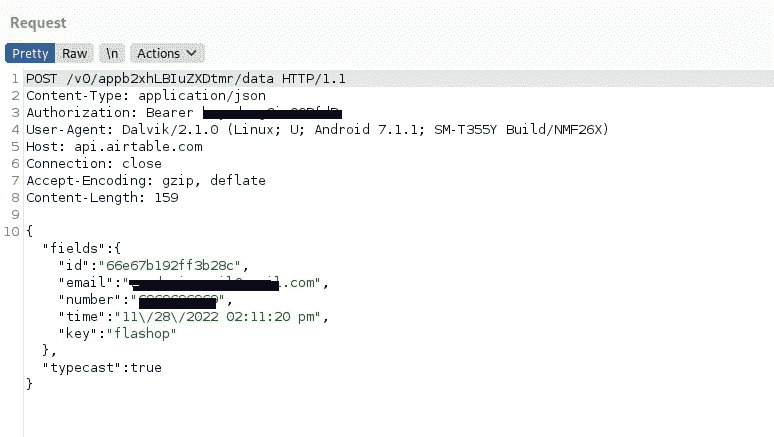 Request
Pretty Raw \n Actions
1 POST /v0/appb2xhLBIuZXDtmr/data HTTP/1.1
2 Content-Type: application/json
3 Authorization: Bearer
4 User-Agent: Dalvik/2.1.0 (Linux; U; Android 7.1.1; SM-T355Y Build/NMF26X)
5 Host: api.airtable.com
6 Connection: close
7 Accept-Encoding: gzip, deflate
8 Content-Length: 159
9
10 {
"fields":{
"id":"66e67b192ff3b28c",
"email":" .com",
"number":" ",
"time":"11\/28\/2022 02:11:20 pm",
"key":"flashop"
},
"typecast":true
}